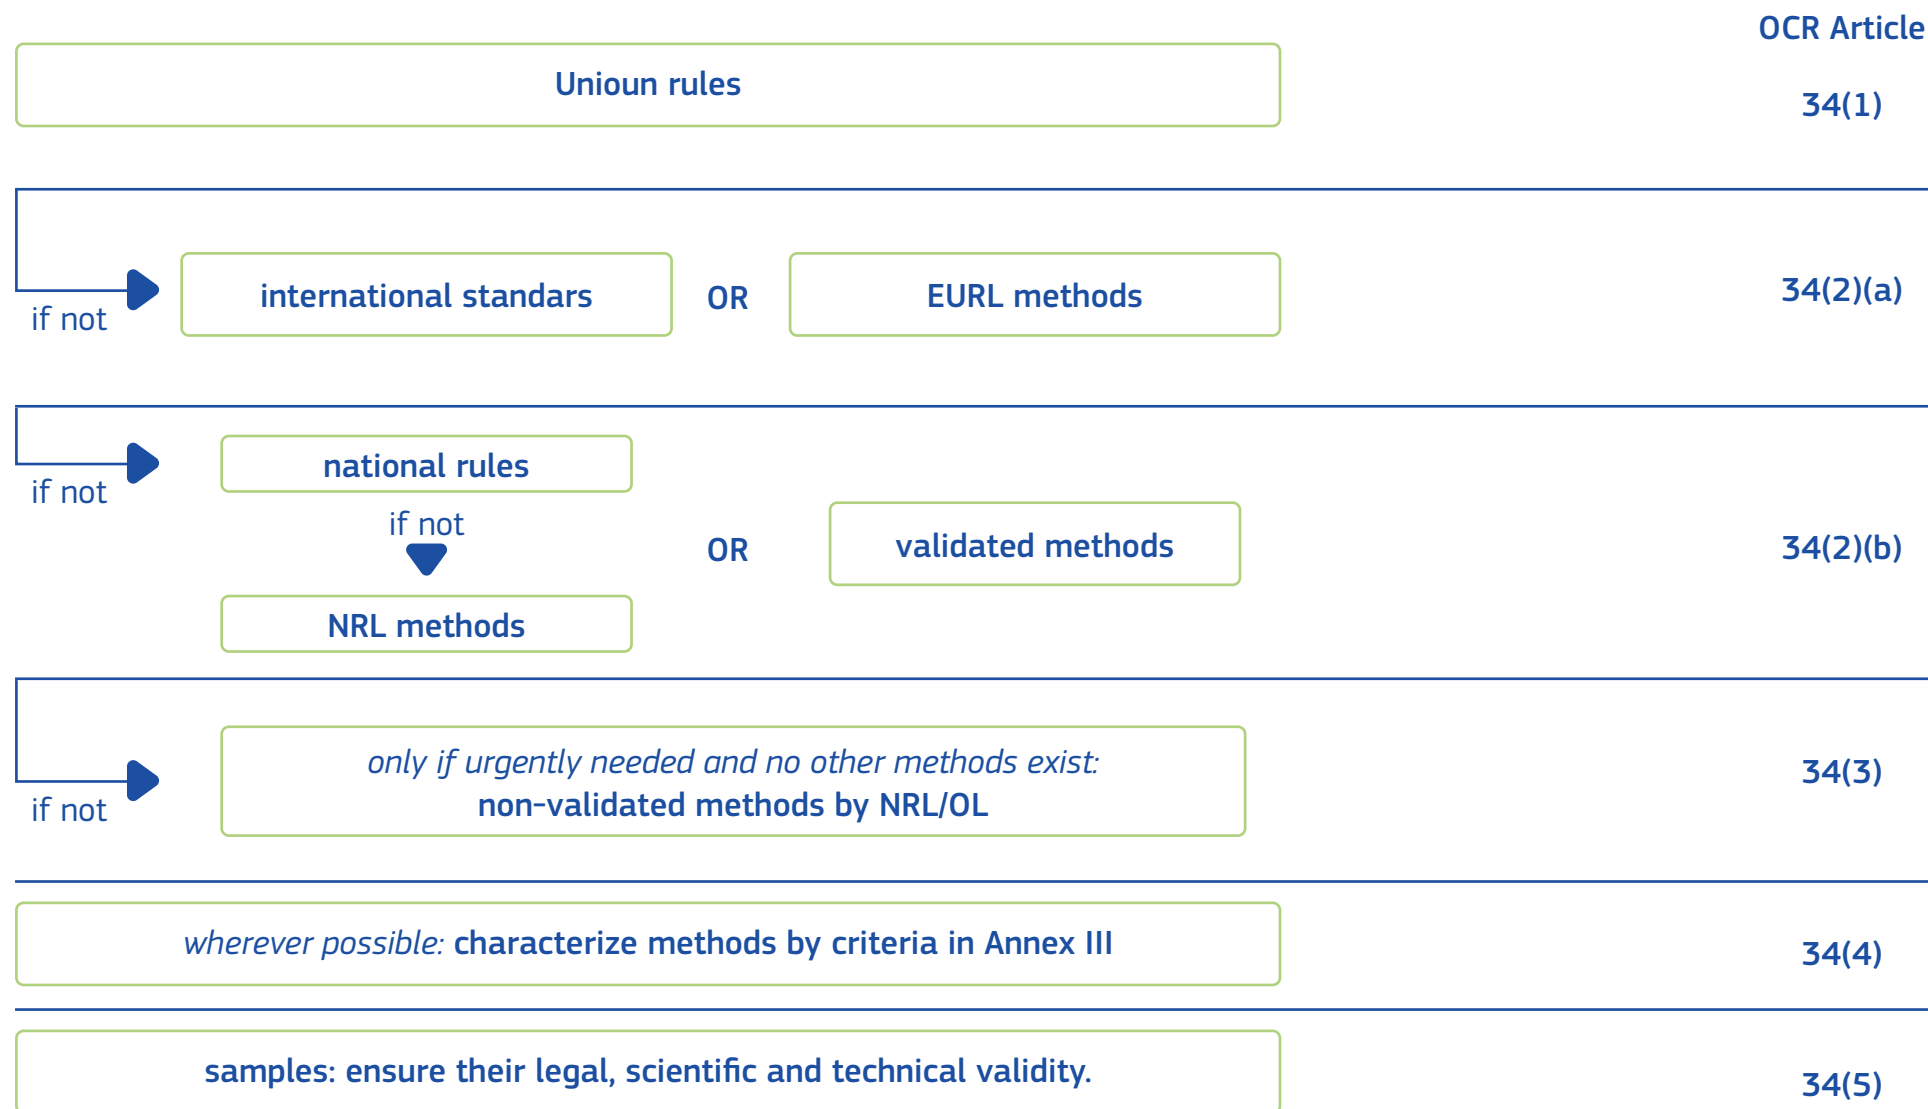 OCR Article
Unioun rules
34(1)
if not
international standars
OR
EURL methods
34(2)(a)
if not
national rules
if not
NRL methods
OR
validated methods
34(2)(b)
if not
only if urgently needed and no other methods exist:
non-validated methods by NRL/OL
34(3)
wherever possible: characterize methods by criteria in Annex III
34(4)
samples: ensure their legal, scientific and technical validity.
34(5)